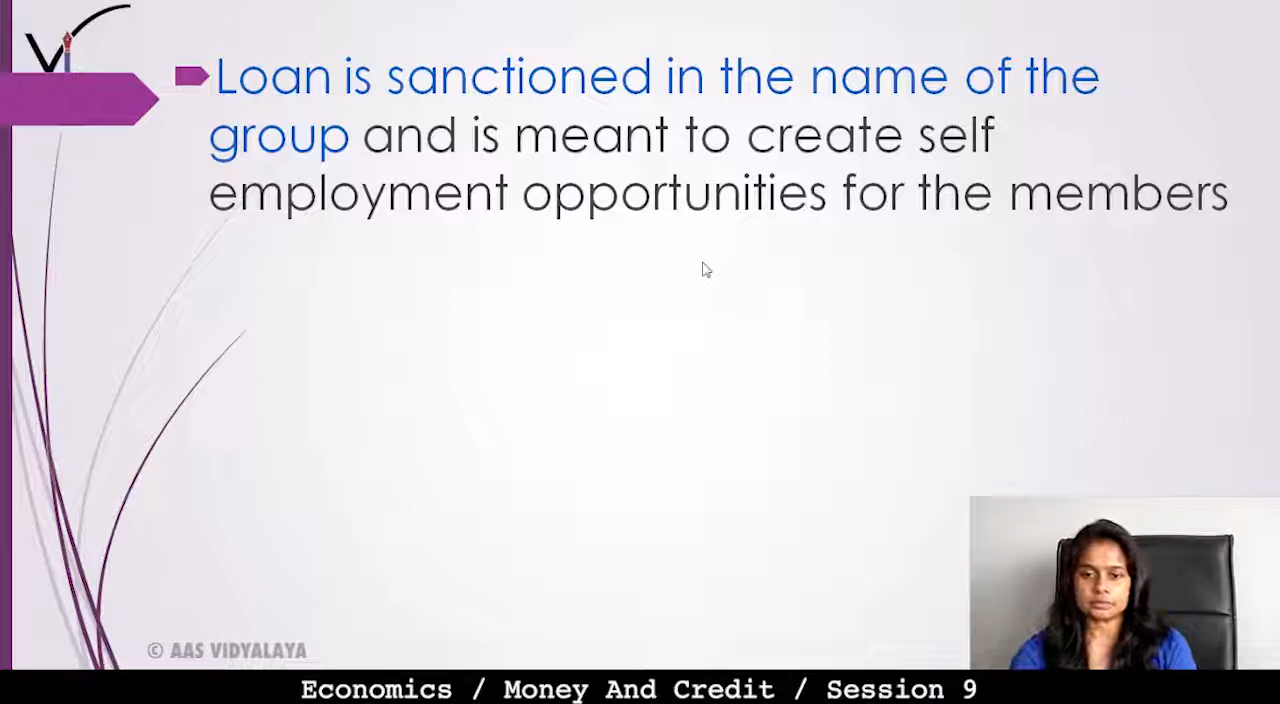 Loan is sanctioned in the name of the
group and is meant to create self
employment opportunities for the members
© AAS VIDYALAYA
Economics / Money And Credit / Session 9